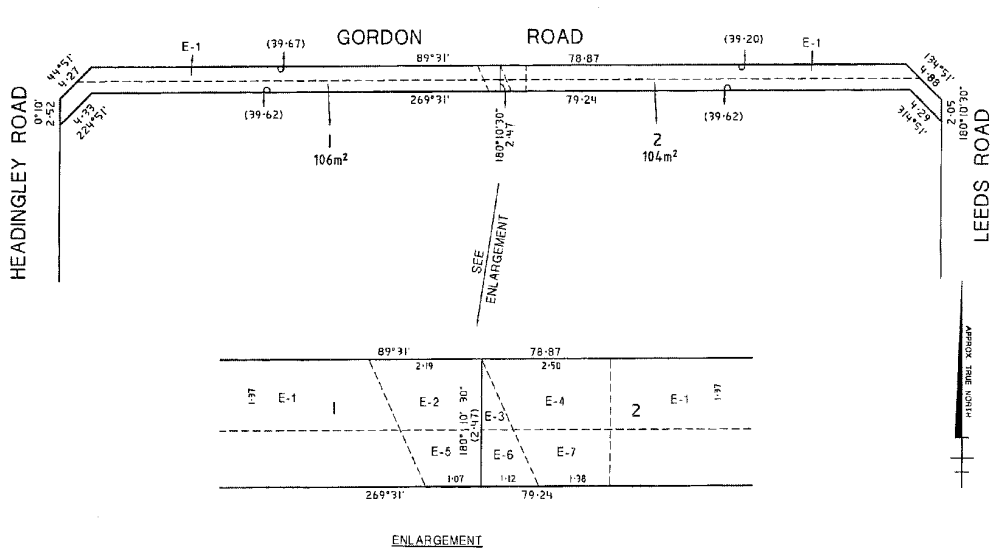 GORDON ROAD
E-1
(39.67)
89°31'
78.87
(39.20)
E-1
44°51'
4.27
134°51'
4.88
0°10'
2.52
4.33
224°51'
(39.62)
269°31'
79.24
(39.62)
4.29
314°51'
2.05
180°10'30"
1
106m²
180°10'30"
2.47
2
104m²
HEADINGLEY ROAD
LEEDS ROAD
SEE
ENLARGEMENT
APPROX TRUE NORTH
89°31'
78.87
2.19
2.50
1.37
E-1
1
E-2
180°10'30"
(2.47)
E-3
E-4
2
E-1
1.37
E-5
E-6
E-7
1.07
1.12
1.38
269°31'
79.24
ENLARGEMENT